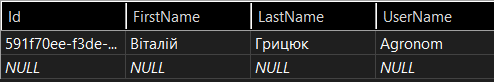 Id FirstName LastName UserName
591f70ee-f3de-... Віталій Грицюк Agronom
NULL NULL NULL NULL